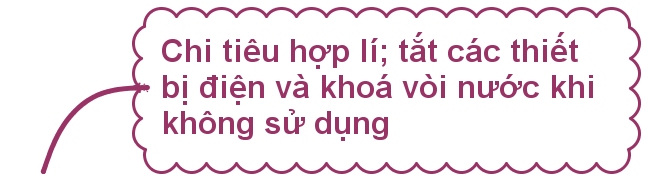 Chi tiêu hợp lí; tắt các thiết
bị điện và khoá vòi nước khi
không sử dụng